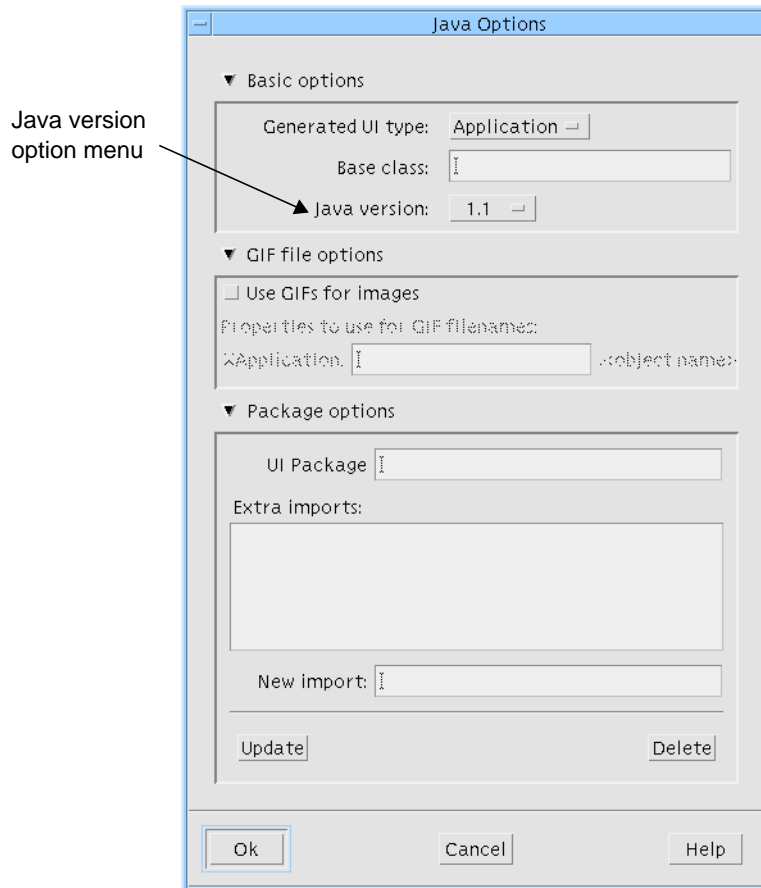 Java Options
Basic options
Java version
option menu
Generated UI type: Application
Base class:
Java version: 1.1
GIF file options
Use GIFs for images
Properties to use for GIF filenames:
XApplication. .<object name>
Package options
UI Package
Extra imports:
New import:
Update Delete
Ok Cancel Help